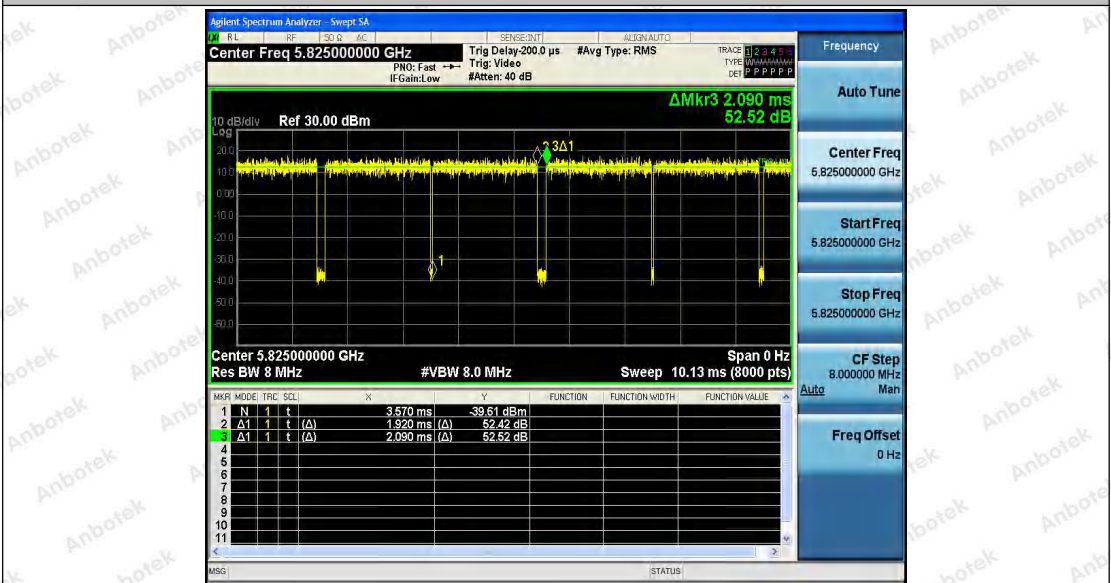 Agilent Spectrum Analyzer - Swept SA
RL RF 50 Ω AC SENSE:INT ALIGNAUTO
Center Freq 5.825000000 GHz
Trig Delay-200.0 µs #Avg Type: RMS
TRACE 1 2 3 4 5 6
PNO: Fast Trig: Video
TYPE
IFGain:Low #Atten: 40 dB
DET P P P P P P
ΔMkr3 2.090 ms
52.52 dB
10 dB/div Ref 30.00 dBm
Log
20.0
10.0
0.00
-10.0
-20.0
-30.0
-40.0
-50.0
-60.0
3Δ1
1
Center 5.825000000 GHz Span 0 Hz
Res BW 8 MHz #VBW 8.0 MHz Sweep 10.13 ms (8000 pts)
MKR MODE TRC SCL X Y FUNCTION FUNCTION WIDTH FUNCTION VALUE
1 N 1 t 3.570 ms -39.61 dBm
2 Δ1 1 t (Δ) 1.920 ms (Δ) 52.42 dB
3 Δ1 1 t (Δ) 2.090 ms (Δ) 52.52 dB
4
5
6
7
8
9
10
11
MSG STATUS
Frequency
Auto Tune
Center Freq
5.825000000 GHz
Start Freq
5.825000000 GHz
Stop Freq
5.825000000 GHz
CF Step
8.000000 MHz
Auto Man
Freq Offset
0 Hz
Anbotek